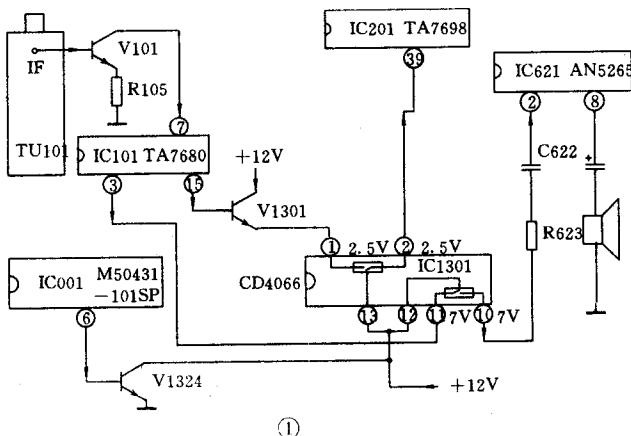 IC201 TA7698
39
V101
IF
R105
TU101
7
IC101 TA7680
3
15
+12V
V1301
IC621 AN5265
2
8
C622
+
R623
1
2.5V
2
2.5V
IC1301
CD4066
13
12
11
7V
10
7V
IC001 M50431
-101SP
6
V1324
+12V
①